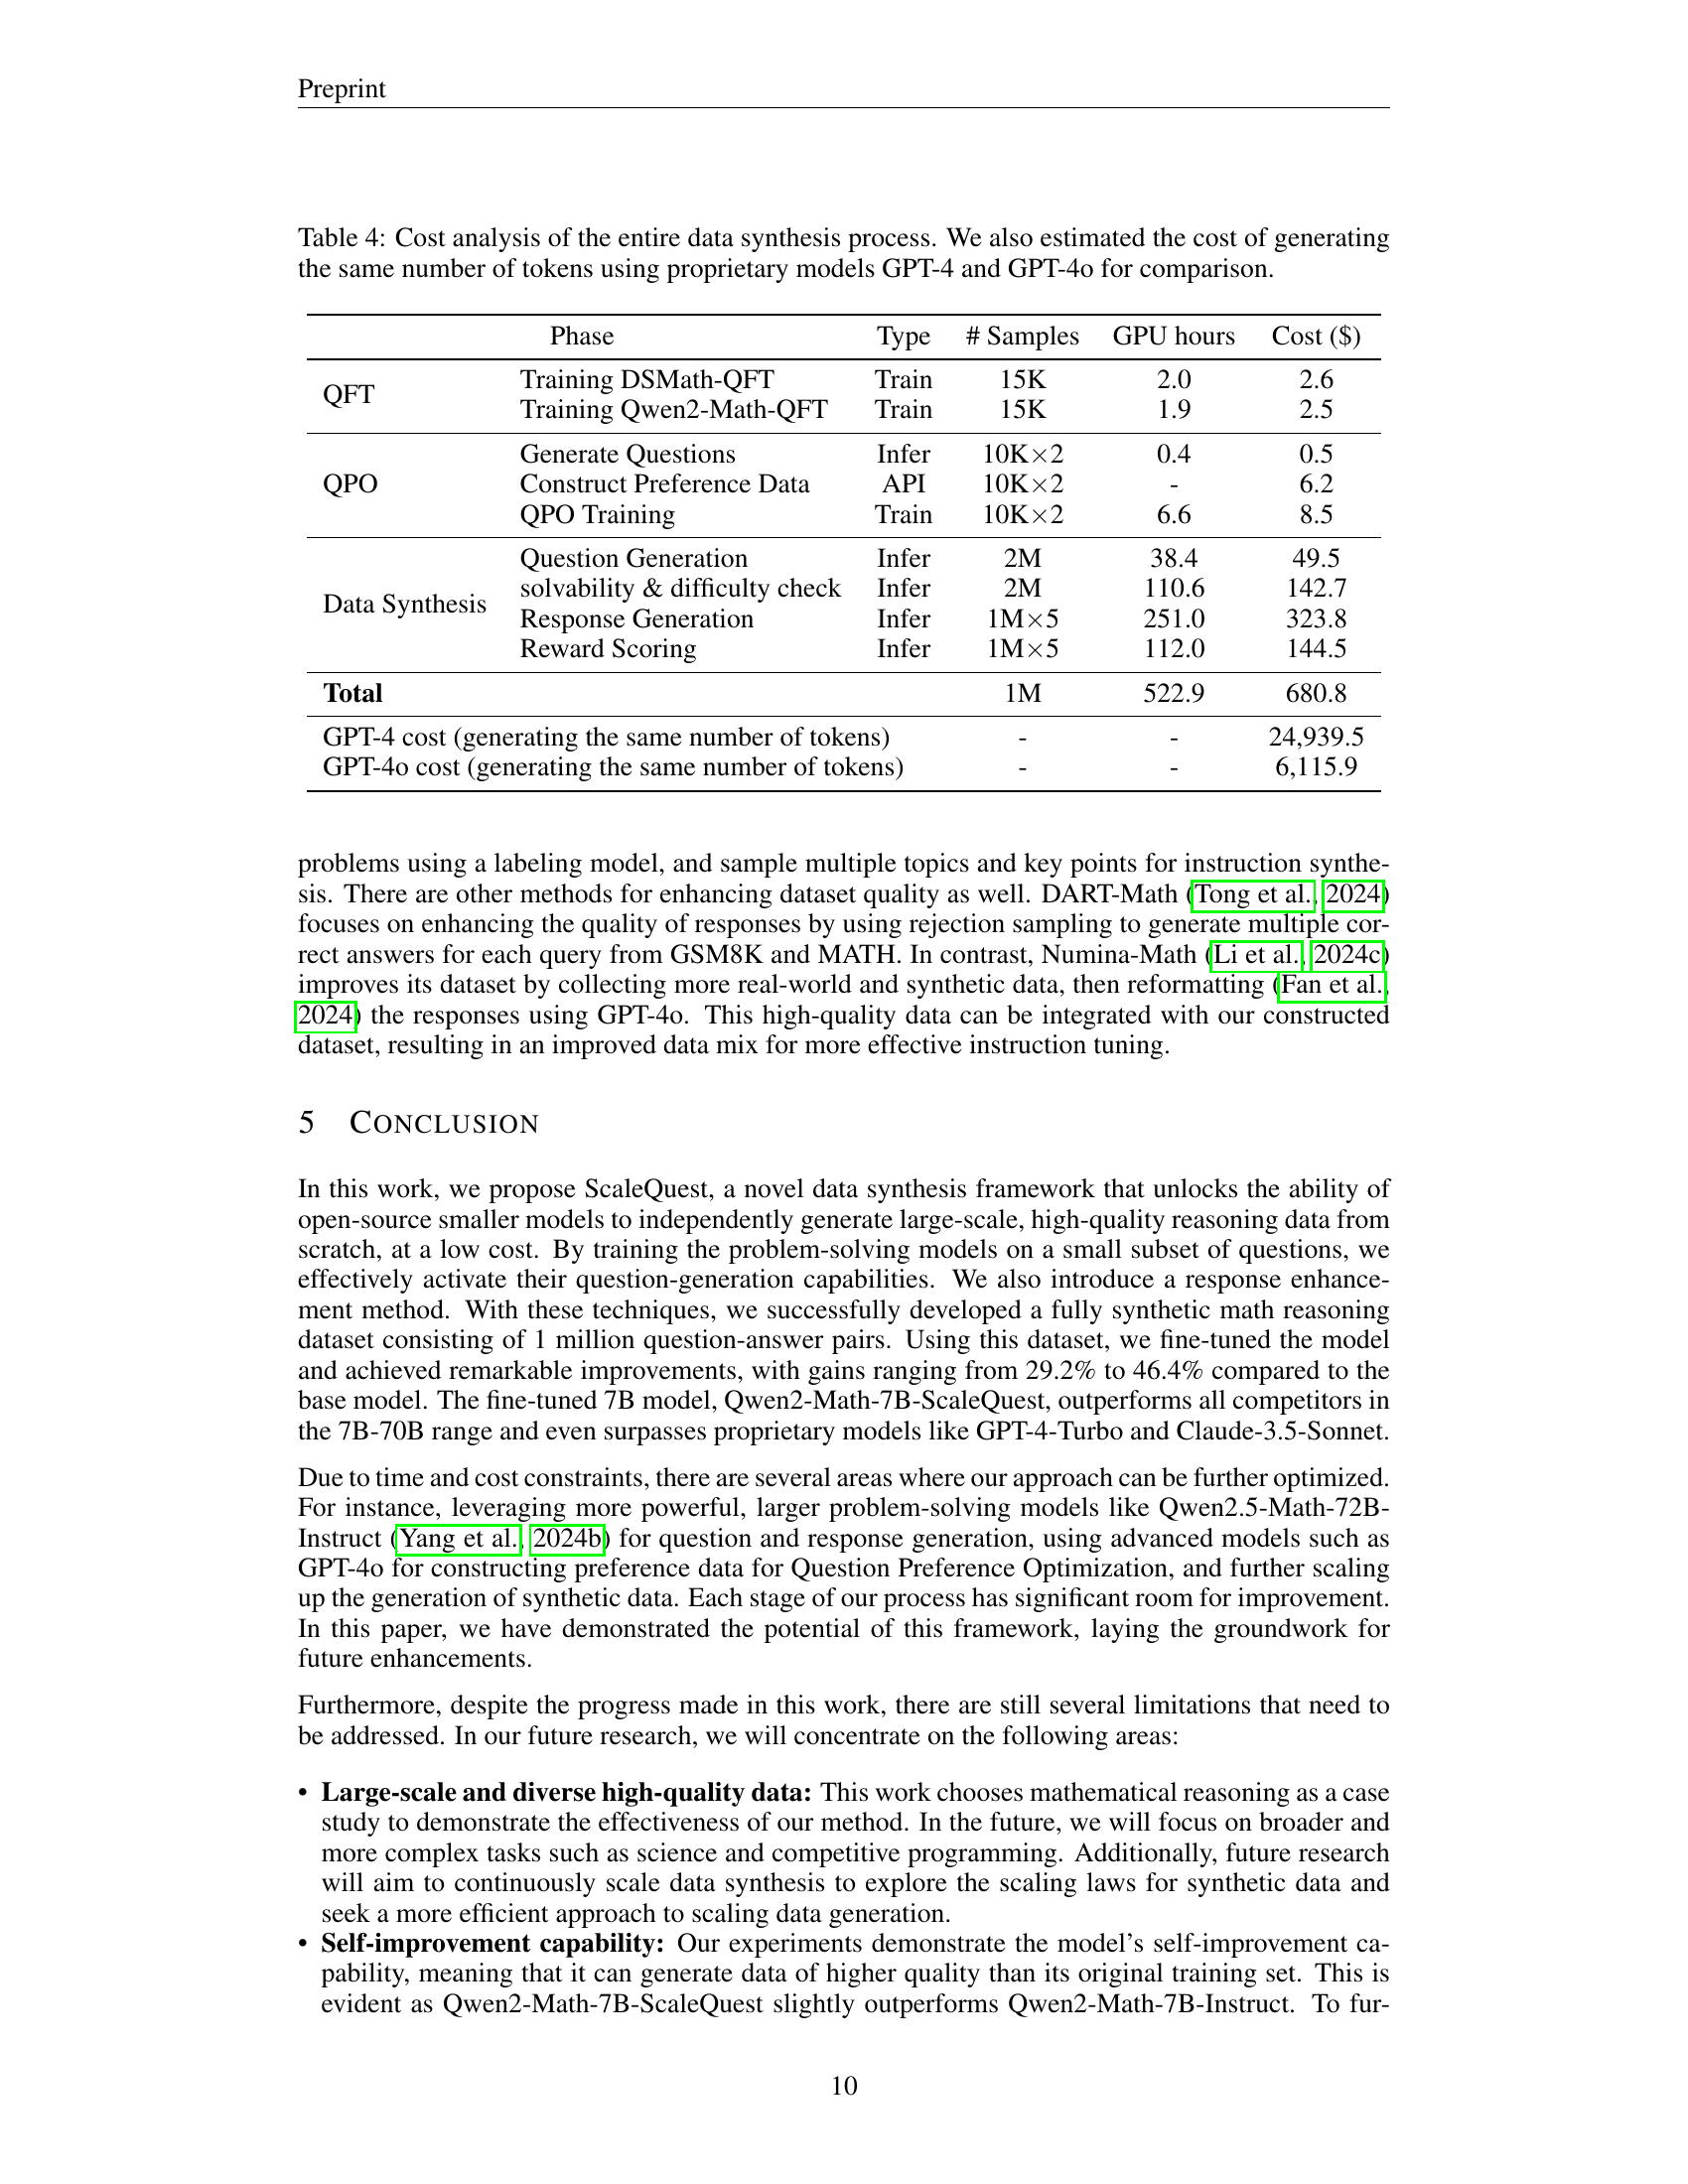 Preprint
Table 4: Cost analysis of the entire data synthesis process. We also estimated the cost of generating
the same number of tokens using proprietary models GPT-4 and GPT-4o for comparison.
Phase Type # Samples GPU hours Cost ($)
QFT
Training DSMath-QFT Train 15K 2.0 2.6
Training Qwen2-Math-QFT Train 15K 1.9 2.5
QPO
Generate Questions Infer 10K×2 0.4 0.5
Construct Preference Data API 10K×2 - 6.2
QPO Training Train 10K×2 6.6 8.5
Data Synthesis
Question Generation Infer 2M 38.4 49.5
solvability & difficulty check Infer 2M 110.6 142.7
Response Generation Infer 1M×5 251.0 323.8
Reward Scoring Infer 1M×5 112.0 144.5
Total 1M 522.9 680.8
GPT-4 cost (generating the same number of tokens) - - 24,939.5
GPT-4o cost (generating the same number of tokens) - - 6,115.9
problems using a labeling model, and sample multiple topics and key points for instruction synthe-
sis. There are other methods for enhancing dataset quality as well. DART-Math (Tong et al., 2024)
focuses on enhancing the quality of responses by using rejection sampling to generate multiple cor-
rect answers for each query from GSM8K and MATH. In contrast, Numina-Math (Li et al., 2024c)
improves its dataset by collecting more real-world and synthetic data, then reformatting (Fan et al.,
2024) the responses using GPT-4o. This high-quality data can be integrated with our constructed
dataset, resulting in an improved data mix for more effective instruction tuning.
5 CONCLUSION
In this work, we propose ScaleQuest, a novel data synthesis framework that unlocks the ability of
open-source smaller models to independently generate large-scale, high-quality reasoning data from
scratch, at a low cost. By training the problem-solving models on a small subset of questions, we
effectively activate their question-generation capabilities. We also introduce a response enhance-
ment method. With these techniques, we successfully developed a fully synthetic math reasoning
dataset consisting of 1 million question-answer pairs. Using this dataset, we fine-tuned the model
and achieved remarkable improvements, with gains ranging from 29.2% to 46.4% compared to the
base model. The fine-tuned 7B model, Qwen2-Math-7B-ScaleQuest, outperforms all competitors in
the 7B-70B range and even surpasses proprietary models like GPT-4-Turbo and Claude-3.5-Sonnet.
Due to time and cost constraints, there are several areas where our approach can be further optimized.
For instance, leveraging more powerful, larger problem-solving models like Qwen2.5-Math-72B-
Instruct (Yang et al., 2024b) for question and response generation, using advanced models such as
GPT-4o for constructing preference data for Question Preference Optimization, and further scaling
up the generation of synthetic data. Each stage of our process has significant room for improvement.
In this paper, we have demonstrated the potential of this framework, laying the groundwork for
future enhancements.
Furthermore, despite the progress made in this work, there are still several limitations that need to
be addressed. In our future research, we will concentrate on the following areas:
• Large-scale and diverse high-quality data: This work chooses mathematical reasoning as a case
study to demonstrate the effectiveness of our method. In the future, we will focus on broader and
more complex tasks such as science and competitive programming. Additionally, future research
will aim to continuously scale data synthesis to explore the scaling laws for synthetic data and
seek a more efficient approach to scaling data generation.
• Self-improvement capability: Our experiments demonstrate the model's self-improvement ca-
pability, meaning that it can generate data of higher quality than its original training set. This is
evident as Qwen2-Math-7B-ScaleQuest slightly outperforms Qwen2-Math-7B-Instruct. To fur-
10